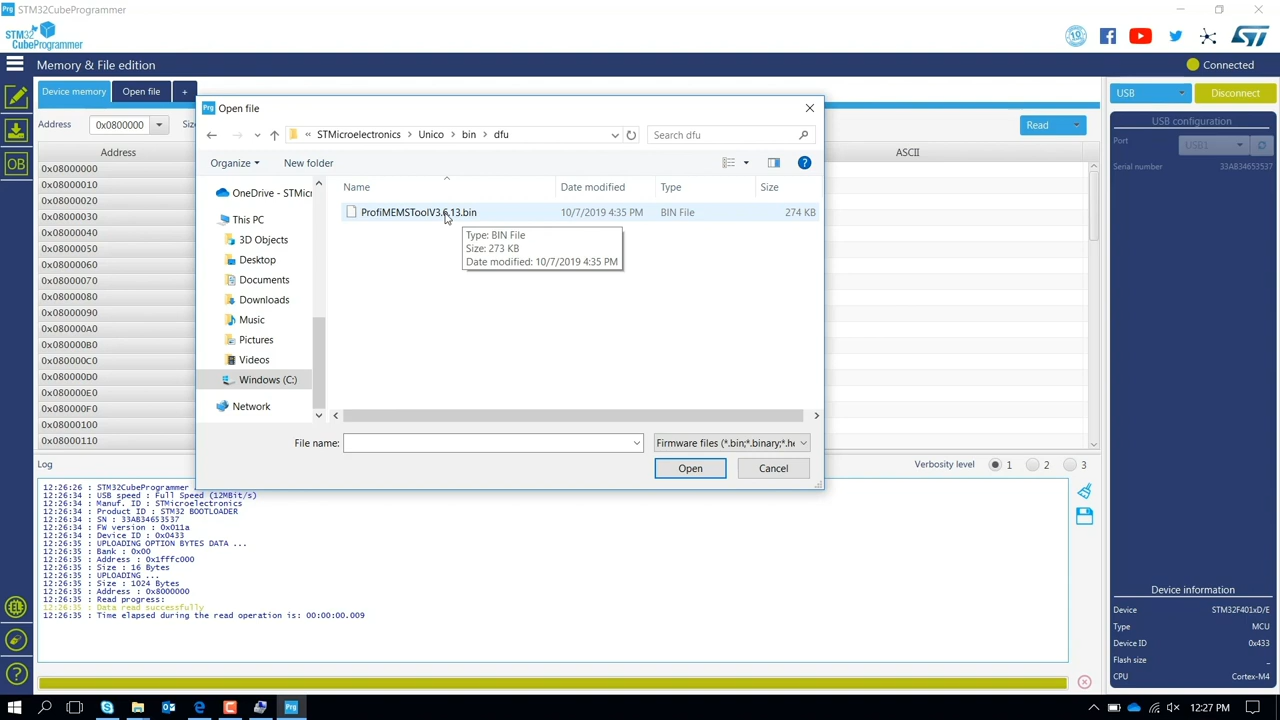 Prg STM32CubeProgrammer
STM32
CubeProgrammer
Memory & File edition
Connected
Device memory
Open file
+
USB
Disconnect
Address
0x0800000
Read
Address
ASCII
0x08000000
0x08000010
0x08000020
0x08000030
0x08000040
0x08000050
0x08000060
0x08000070
0x08000080
0x08000090
0x080000A0
0x080000B0
0x080000C0
0x080000D0
0x080000E0
0x080000F0
0x08000100
0x08000110
Prg Open file
« STMicroelectronics > Unico > bin > dfu
Search dfu
Organize
New folder
Name
Date modified
Type
Size
OneDrive - STMicr
This PC
3D Objects
Desktop
Documents
Downloads
Music
Pictures
Videos
Windows (C:)
Network
ProfiMEMSToolV3.6.13.bin
10/7/2019 4:35 PM
BIN File
274 KB
Type: BIN File
Size: 273 KB
Date modified: 10/7/2019 4:35 PM
File name:
Firmware files (*.bin;*.binary;*.he
Open
Cancel
USB configuration
Port
USB1
Serial number
33AB34653537
Log
Verbosity level
1
2
3
12:26:26 : STM32CubeProgrammer
12:26:34 : USB speed : Full Speed (12MBit/s)
12:26:34 : Manuf. ID : STMicroelectronics
12:26:34 : Product ID : STM32 BOOTLOADER
12:26:34 : SN : 33AB34653537
12:26:34 : FW version : 0x011a
12:26:34 : Device ID : 0x0433
12:26:35 : UPLOADING OPTION BYTES DATA ...
12:26:35 : Bank : 0x00
12:26:35 : Address : 0x1fffc000
12:26:35 : Size : 16 Bytes
12:26:35 : UPLOADING ...
12:26:35 : Size : 1024 Bytes
12:26:35 : Address : 0x8000000
12:26:35 : Read progress:
12:26:35 : Data read successfully
12:26:35 : Time elapsed during the read operation is: 00:00:00.009
Device information
Device
STM32F401xD/E
Type
MCU
Device ID
0x433
Flash size
_
CPU
Cortex-M4
OB
12:27 PM